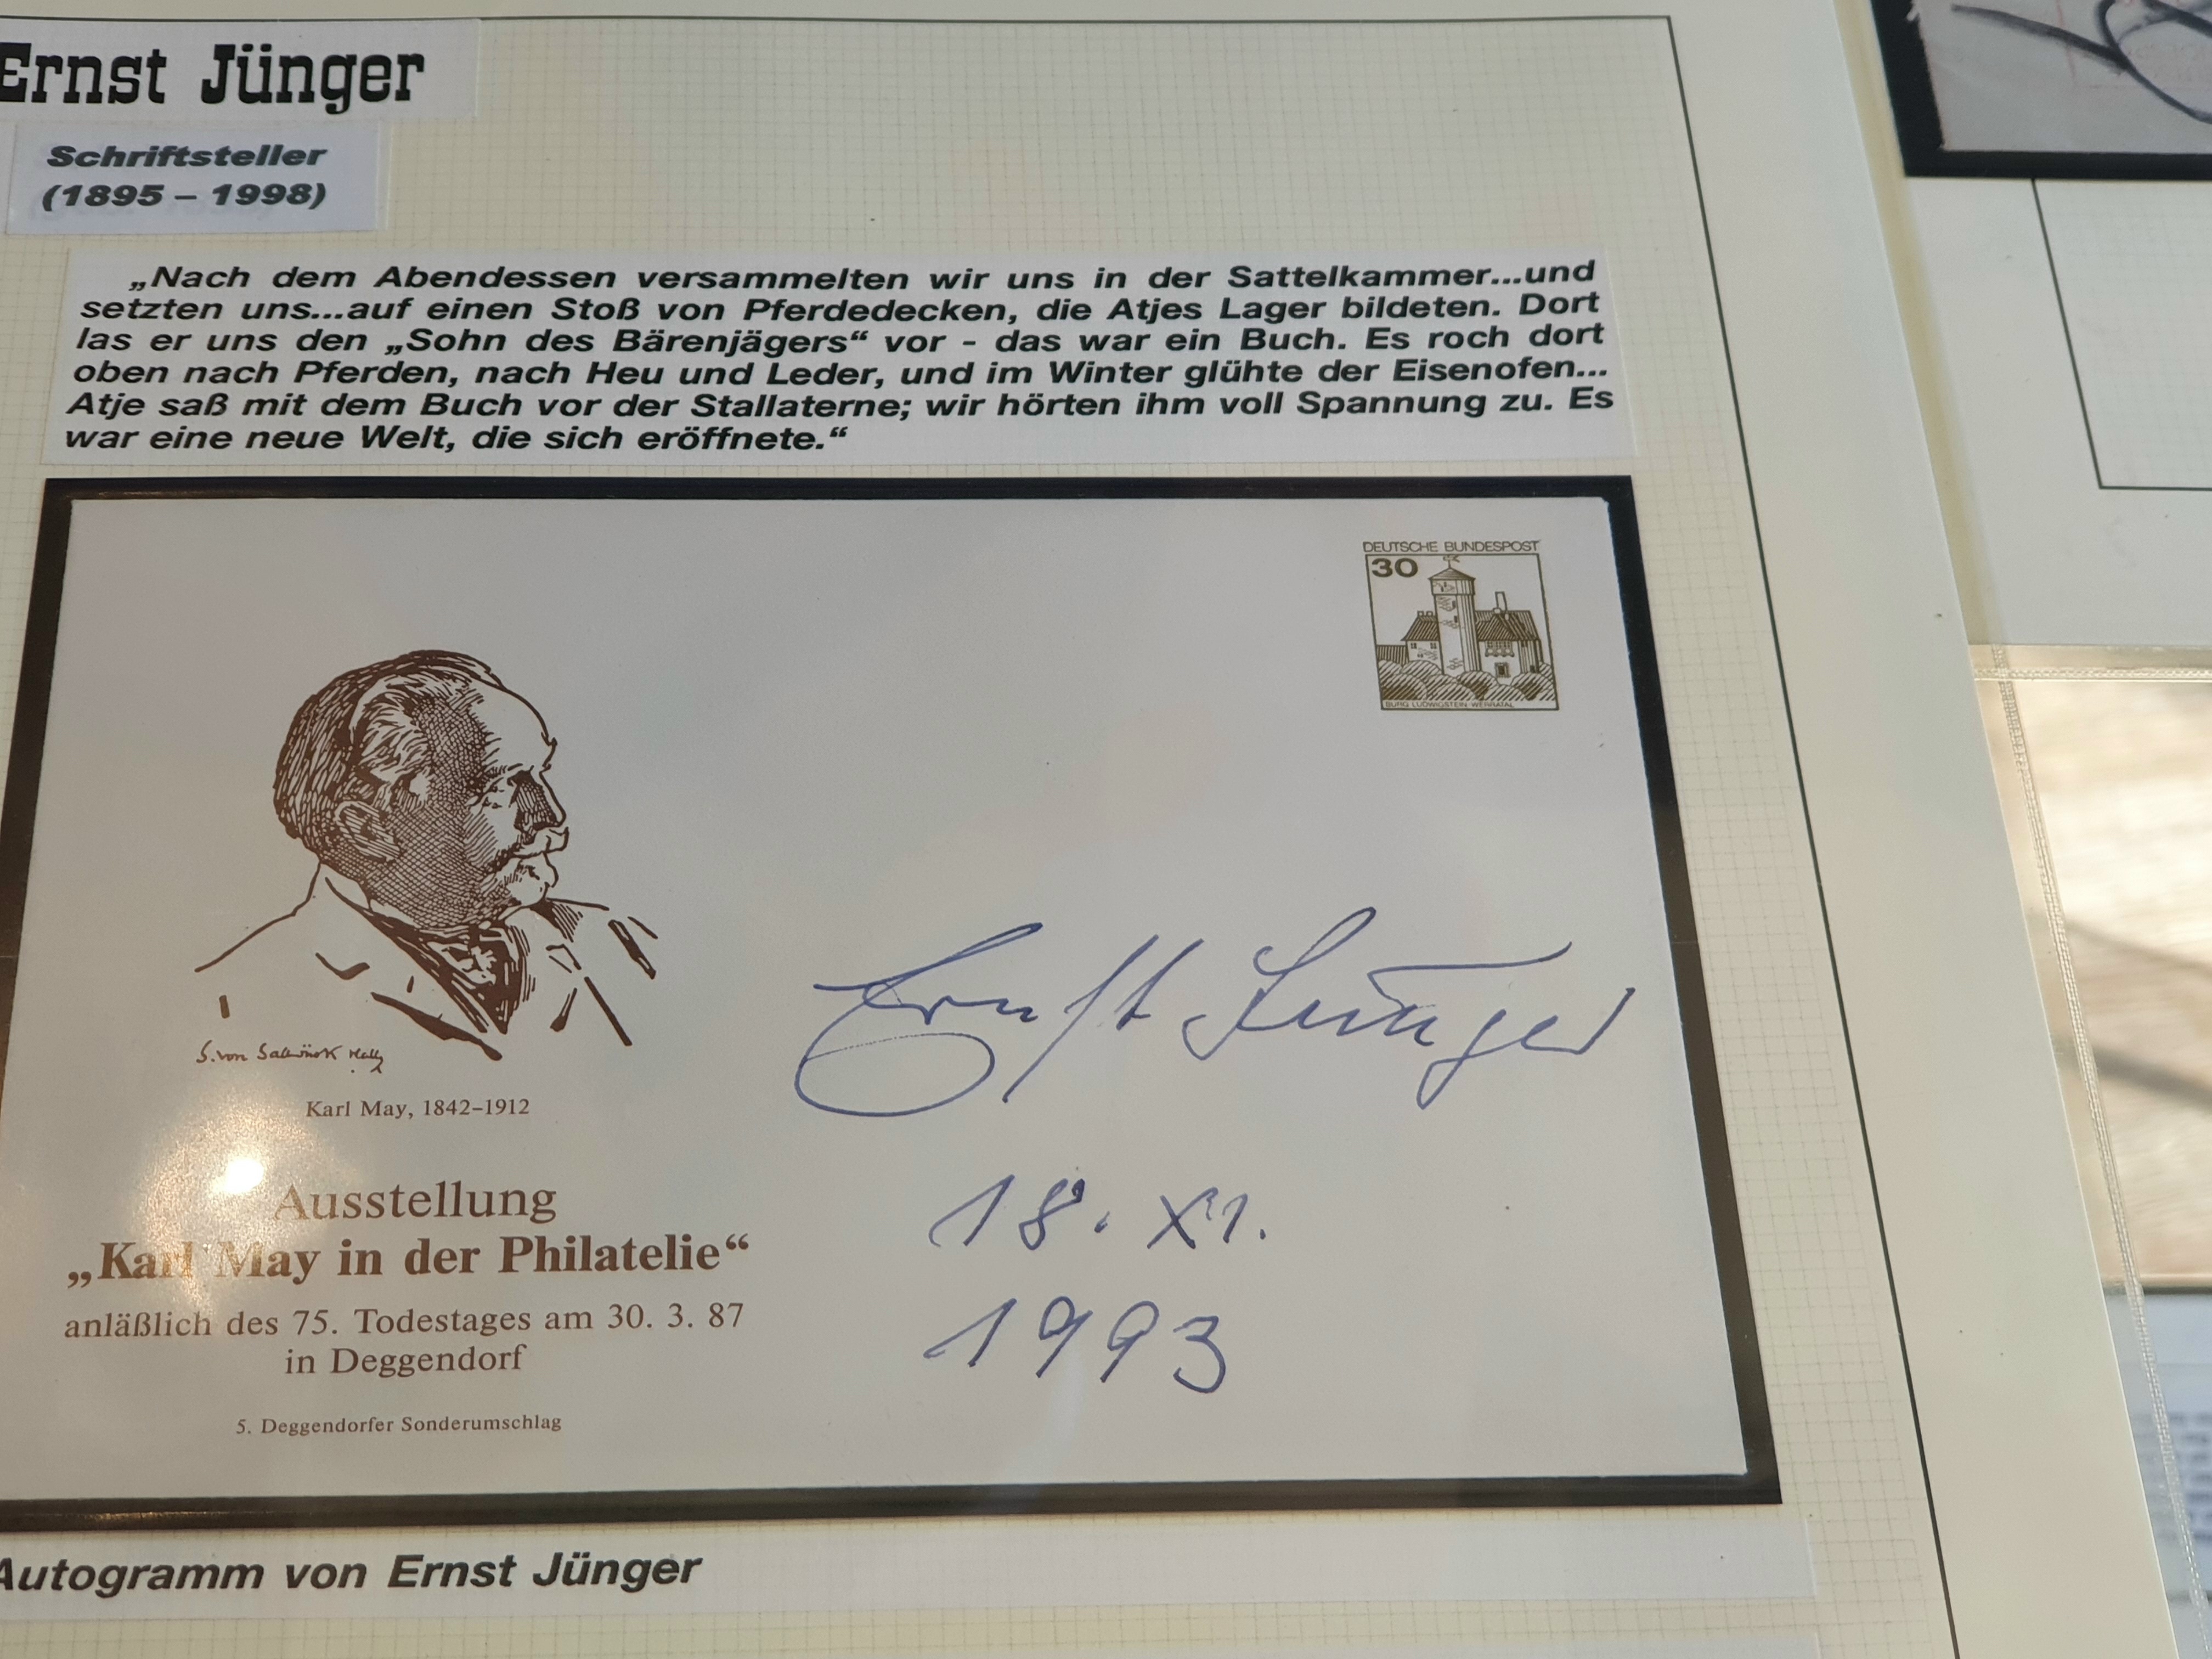 Ernst Jünger
Schriftsteller
(1895 – 1998)
„Nach dem Abendessen versammelten wir uns in der Sattelkammer...und
setzten uns...auf einen Stoß von Pferdedecken, die Atjes Lager bildeten. Dort
las er uns den „Sohn des Bärenjägers“ vor - das war ein Buch. Es roch dort
oben nach Pferden, nach Heu und Leder, und im Winter glühte der Eisenofen...
Atje saß mit dem Buch vor der Stallaterne; wir hörten ihm voll Spannung zu. Es
war eine neue Welt, die sich eröffnete.“
DEUTSCHE BUNDESPOST
30
BURG LUDWIGSTEIN WERRATAL
Ernst Jünger
18. XI.
1993
S. von
Karl May, 1842–1912
Ausstellung
„Karl May in der Philatelie“
anläßlich des 75. Todestages am 30. 3. 87
in Deggendorf
5. Deggendorfer Sonderumschlag
Autogramm von Ernst Jünger